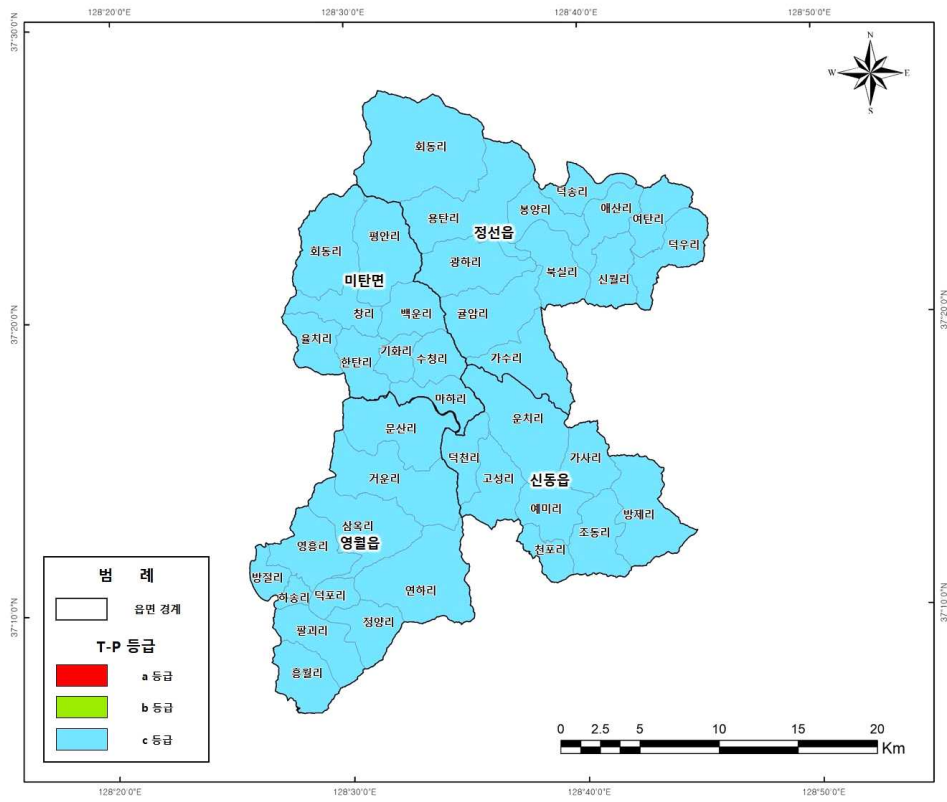 128°20'0"E 128°30'0"E 128°40'0"E 128°50'0"E
37°30'0"N
N
W E
S
회동리
덕송리
봉양리 애산리
용탄리 여탄리
정선읍
평안리
회동리 덕우리
광하리
북실리
미탄면 신월리
창리 백운리 귤암리
37°20'0"N 37°20'0"N
율치리
기화리
한탄리 수청리 가수리
마하리
운치리
문산리
덕천리 가사리
거운리 고성리 신동읍
예미리
방제리
삼옥리
조동리
영월읍
영흥리
천포리
방절리
연하리
하송리 덕포리
37°10'0"N 37°10'0"N
정양리
팔괴리
흥월리
범 례
읍면 경계
T-P 등급
a 등급
b 등급
c 등급
0 2.5 5 10 15 20
Km
128°20'0"E 128°30'0"E 128°40'0"E 128°50'0"E